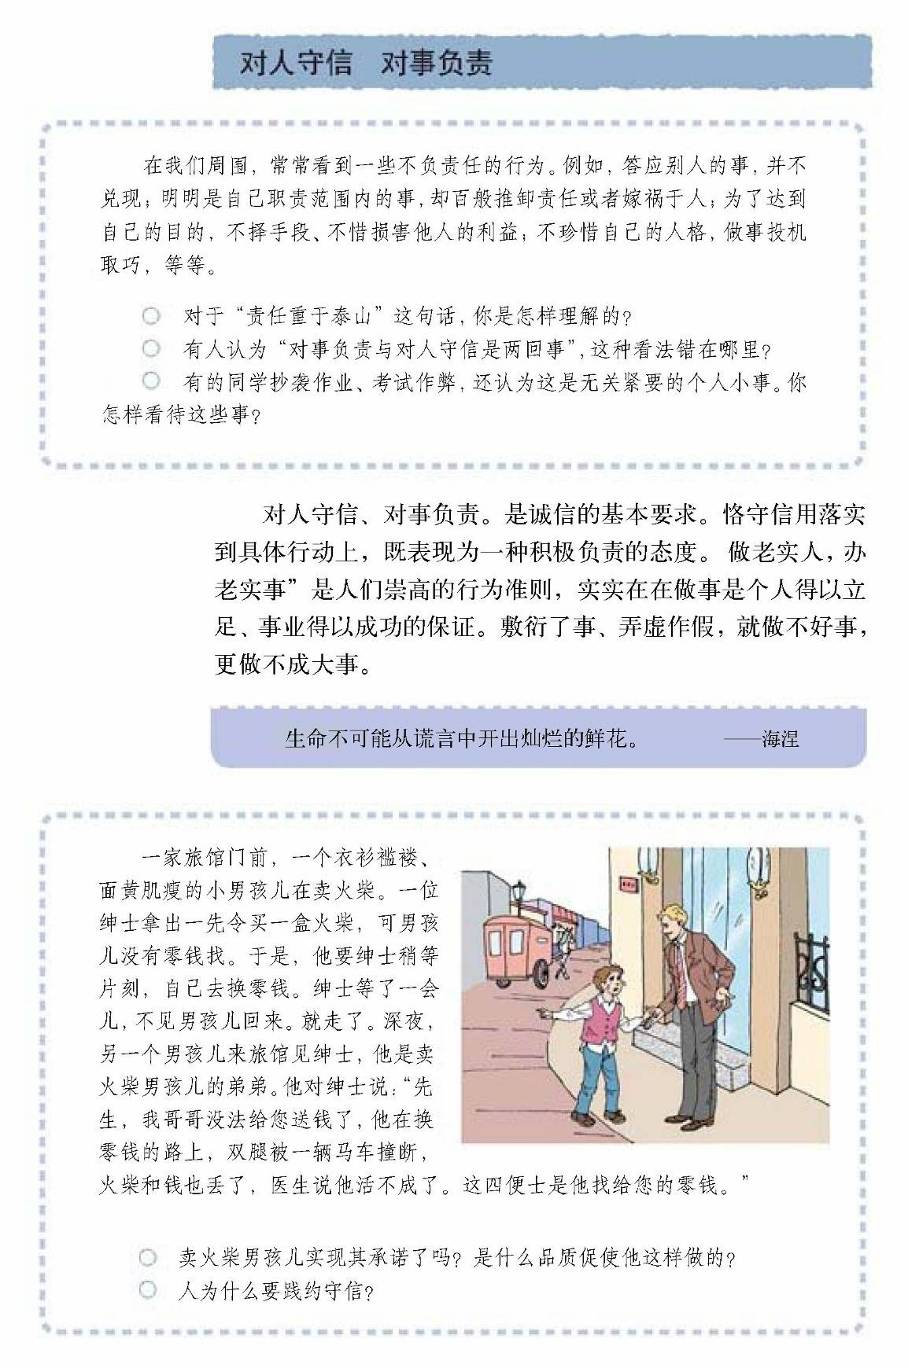 对人守信 对事负责
在我们周围，常常看到一些不负责任的行为。例如，答应别人的事，并不
兑现；明明是自己职责范围内的事，却百般推卸责任或者嫁祸于人；为了达到
自己的目的，不择手段、不惜损害他人的利益；不珍惜自己的人格，做事投机
取巧，等等。
○ 对于“责任重于泰山”这句话，你是怎样理解的？
○ 有人认为“对事负责与对人守信是两回事”，这种看法错在哪里？
○ 有的同学抄袭作业、考试作弊，还认为这是无关紧要的个人小事。你
怎样看待这些事？
对人守信、对事负责。是诚信的基本要求。恪守信用落实
到具体行动上，既表现为一种积极负责的态度。 做老实人，办
老实事”是人们崇高的行为准则，实实在在做事是个人得以立
足、事业得以成功的保证。敷衍了事、弄虚作假，就做不好事，
更做不成大事。
生命不可能从谎言中开出灿烂的鲜花。 ——海涅
一家旅馆门前，一个衣衫褴褛、
面黄肌瘦的小男孩儿在卖火柴。一位
绅士拿出一先令买一盒火柴，可男孩
儿没有零钱找。于是，他要绅士稍等
片刻，自己去换零钱。绅士等了一会
儿，不见男孩儿回来。就走了。深夜，
另一个男孩儿来旅馆见绅士，他是卖
火柴男孩儿的弟弟。他对绅士说：“先
生，我哥哥没法给您送钱了，他在换
零钱的路上，双腿被一辆马车撞断，
火柴和钱也丢了，医生说他活不成了。这四便士是他找给您的零钱。”
○ 卖火柴男孩儿实现其承诺了吗？是什么品质促使他这样做的？
○ 人为什么要践约守信？